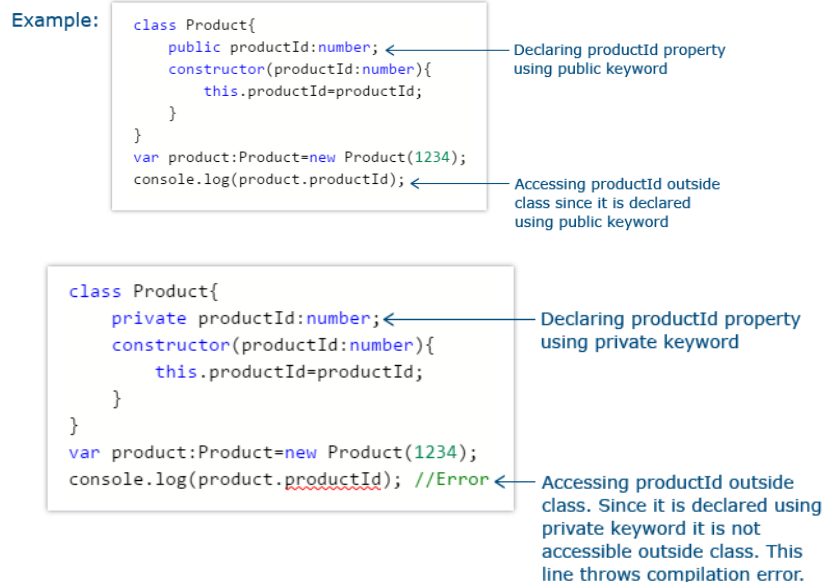 Example:
class Product{
public productId:number;
Declaring productId property
using public keyword
constructor(productId:number){
this.productId=productId;
}
}
var product:Product=new Product(1234);
console.log(product.productId);
Accessing productId outside
class since it is declared
using public keyword
class Product{
private productId:number;
Declaring productId property
using private keyword
constructor(productId:number){
this.productId=productId;
}
}
var product:Product=new Product(1234);
console.log(product.productId); //Error
Accessing productId outside
class. Since it is declared using
private keyword it is not
accessible outside class. This
line throws compilation error.